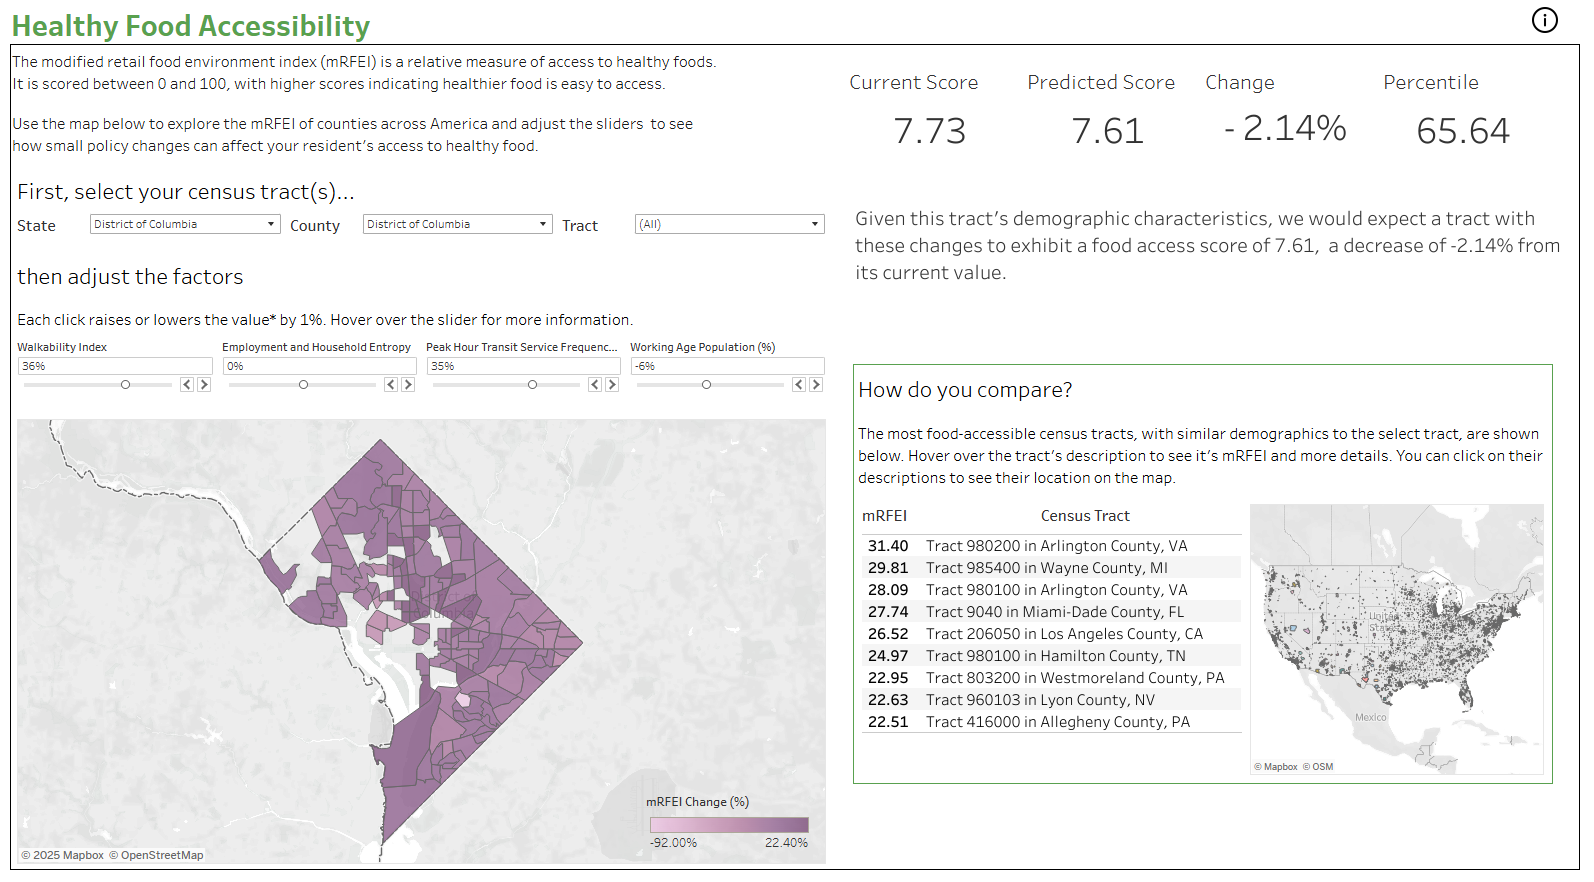 Healthy Food Accessibility
The modified retail food environment index (mRFEI) is a relative measure of access to healthy foods.
It is scored between 0 and 100, with higher scores indicating healthier food is easy to access.
Use the map below to explore the mRFEI of counties across America and adjust the sliders  to see
how small policy changes can affect your resident's access to healthy food.
First, select your census tract(s)...
State District of Columbia County District of Columbia Tract (All)
then adjust the factors
Each click raises or lowers the value* by 1%. Hover over the slider for more information.
Walkability Index
36%
Employment and Household Entropy
0%
Peak Hour Transit Service Frequenc...
35%
Working Age Population (%)
-6%
mRFEI Change (%)
-92.00% 22.40%
© 2025 Mapbox © OpenStreetMap
Current Score Predicted Score Change Percentile
7.73 7.61 - 2.14% 65.64
Given this tract's demographic characteristics, we would expect a tract with
these changes to exhibit a food access score of 7.61,  a decrease of -2.14% from
its current value.
How do you compare?
The most food-accessible census tracts, with similar demographics to the select tract, are shown
below. Hover over the tract's description to see it's mRFEI and more details. You can click on their
descriptions to see their location on the map.
mRFEI Census Tract
31.40 Tract 980200 in Arlington County, VA
29.81 Tract 985400 in Wayne County, MI
28.09 Tract 980100 in Arlington County, VA
27.74 Tract 9040 in Miami-Dade County, FL
26.52 Tract 206050 in Los Angeles County, CA
24.97 Tract 980100 in Hamilton County, TN
22.95 Tract 803200 in Westmoreland County, PA
22.63 Tract 960103 in Lyon County, NV
22.51 Tract 416000 in Allegheny County, PA
Mexico
© Mapbox © OSM